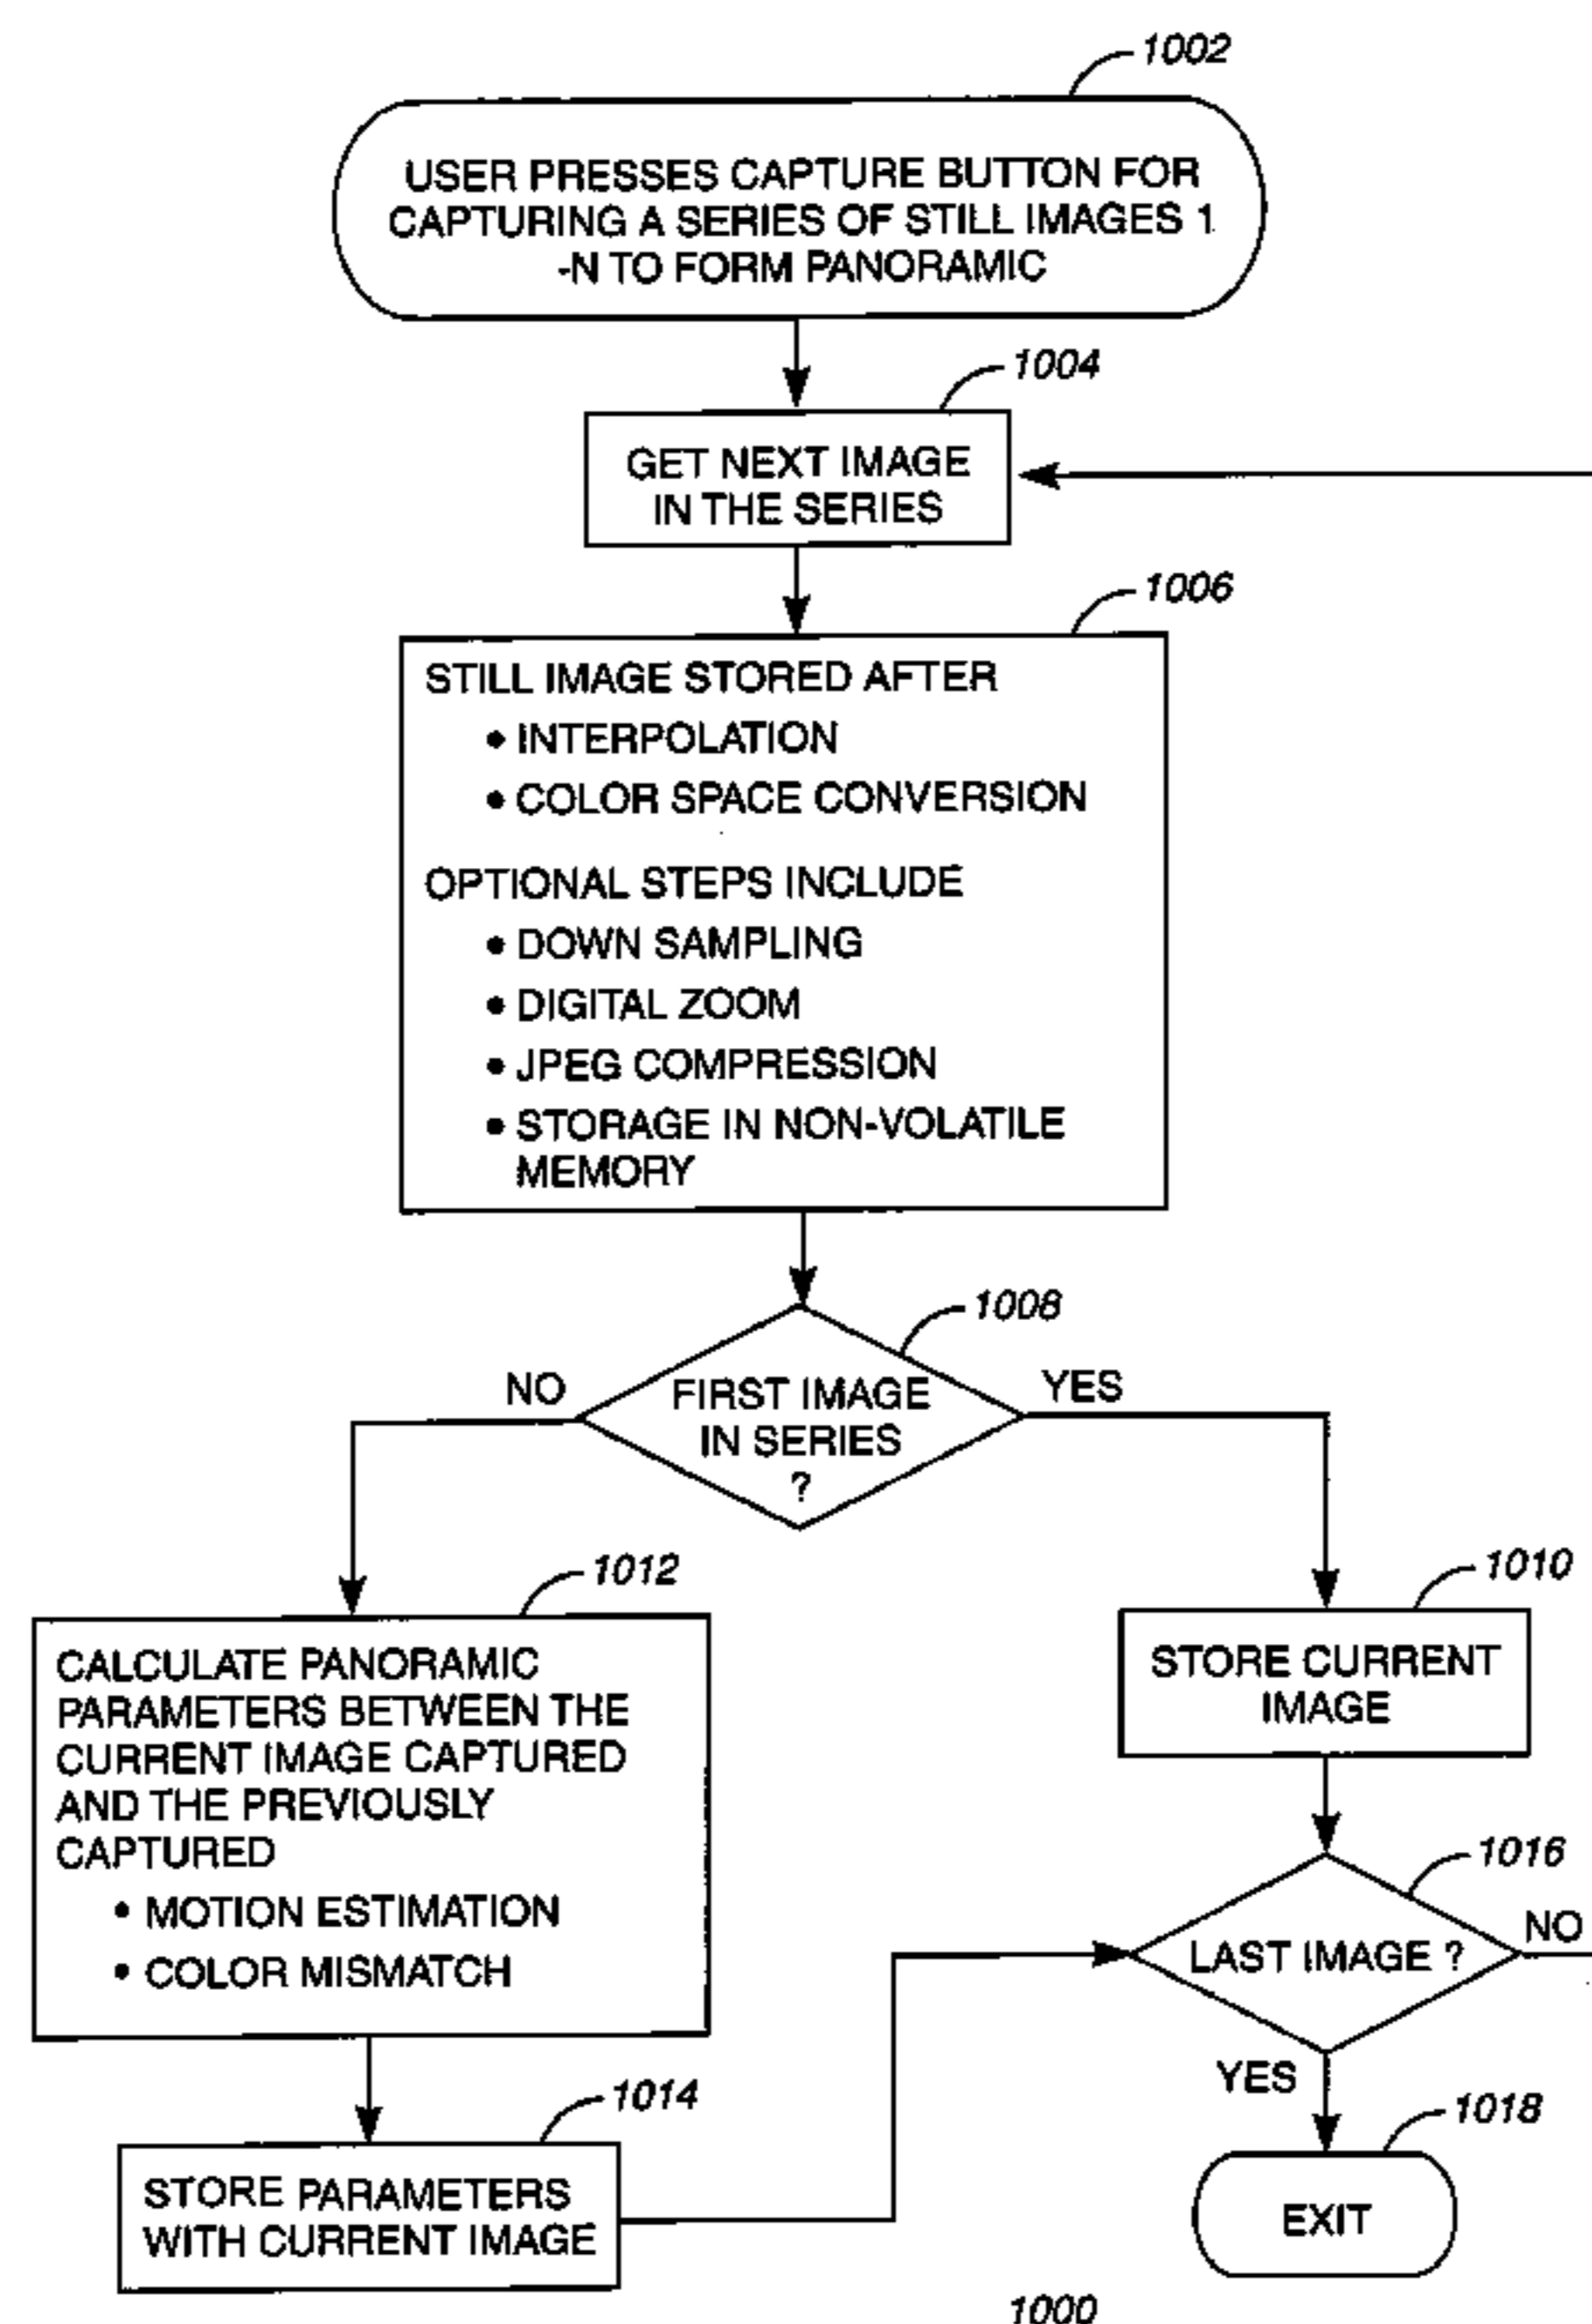 1002
USER PRESSES CAPTURE BUTTON FOR
CAPTURING A SERIES OF STILL IMAGES 1
-N TO FORM PANORAMIC
1004
GET NEXT IMAGE
IN THE SERIES
1006
STILL IMAGE STORED AFTER
• INTERPOLATION
• COLOR SPACE CONVERSION
OPTIONAL STEPS INCLUDE
• DOWN SAMPLING
• DIGITAL ZOOM
• JPEG COMPRESSION
• STORAGE IN NON-VOLATILE
MEMORY
1008
NO
YES
FIRST IMAGE
IN SERIES
?
1012
CALCULATE PANORAMIC
PARAMETERS BETWEEN THE
CURRENT IMAGE CAPTURED
AND THE PREVIOUSLY
CAPTURED
• MOTION ESTIMATION
• COLOR MISMATCH
1010
STORE CURRENT
IMAGE
1016
LAST IMAGE ?
NO
YES
1014
STORE PARAMETERS
WITH CURRENT IMAGE
1018
EXIT
1000